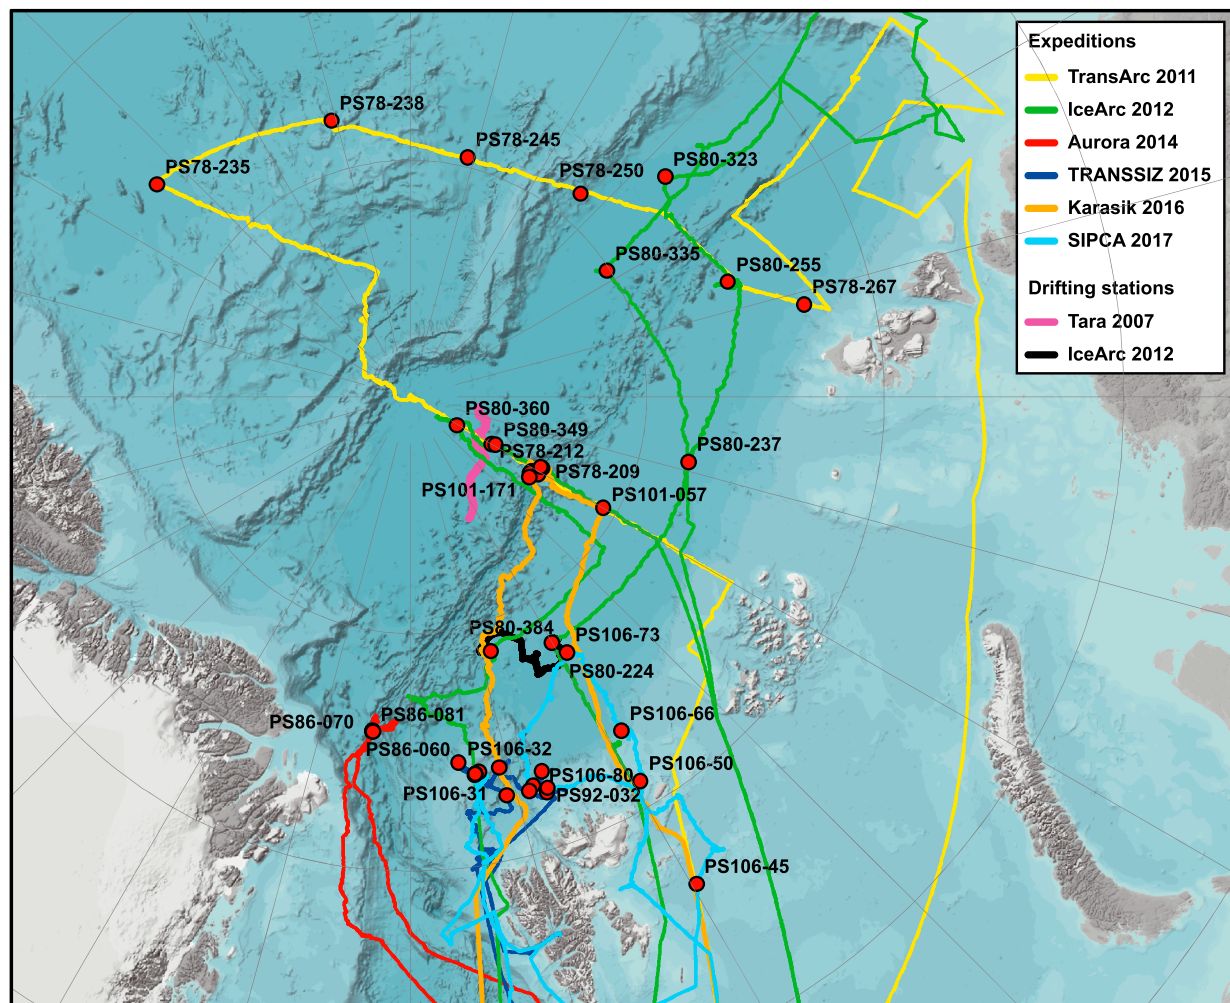 Expeditions
TransArc 2011
IceArc 2012
Aurora 2014
TRANSSIZ 2015
Karasik 2016
SIPCA 2017
Drifting stations
Tara 2007
IceArc 2012
PS78-238
PS78-245
PS78-250
PS80-323
PS78-235
PS80-335
PS80-255
PS78-267
PS80-360
PS80-349
PS78-212
PS80-237
PS78-209
PS101-171
PS101-057
PS80-384
PS106-73
PS80-224
PS86-070
PS86-081
PS106-66
PS86-060
PS106-32
PS106-50
PS106-80
PS106-31
PS92-032
PS106-45